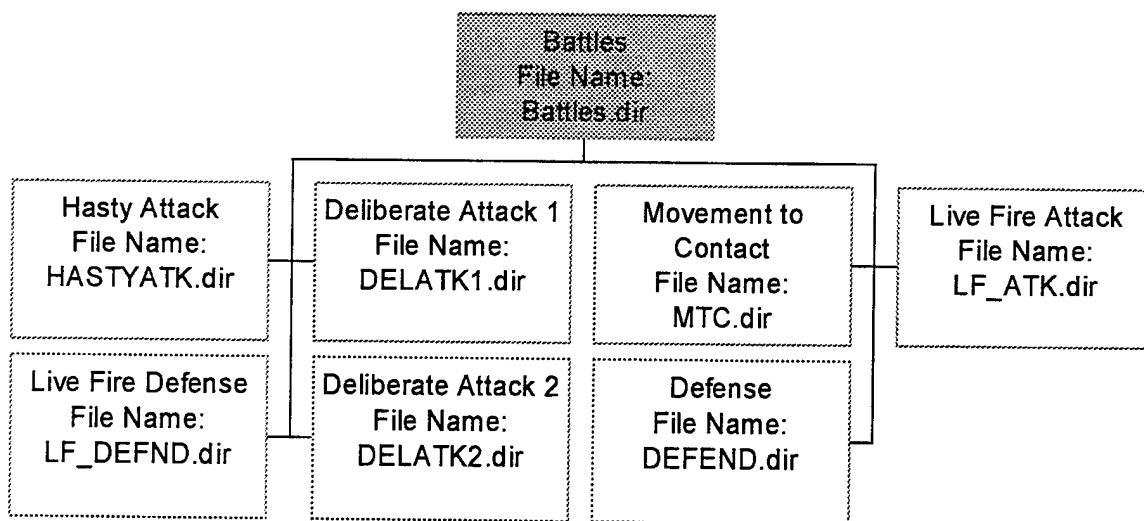 Battles
File Name:
Battles.dir
Hasty Attack
File Name:
HASTYATK.dir
Deliberate Attack 1
File Name:
DELATK1.dir
Movement to
Contact
File Name:
MTC.dir
Live Fire Attack
File Name:
LF_ATK.dir
Live Fire Defense
File Name:
LF_DEFND.dir
Deliberate Attack 2
File Name:
DELATK2.dir
Defense
File Name:
DEFEND.dir